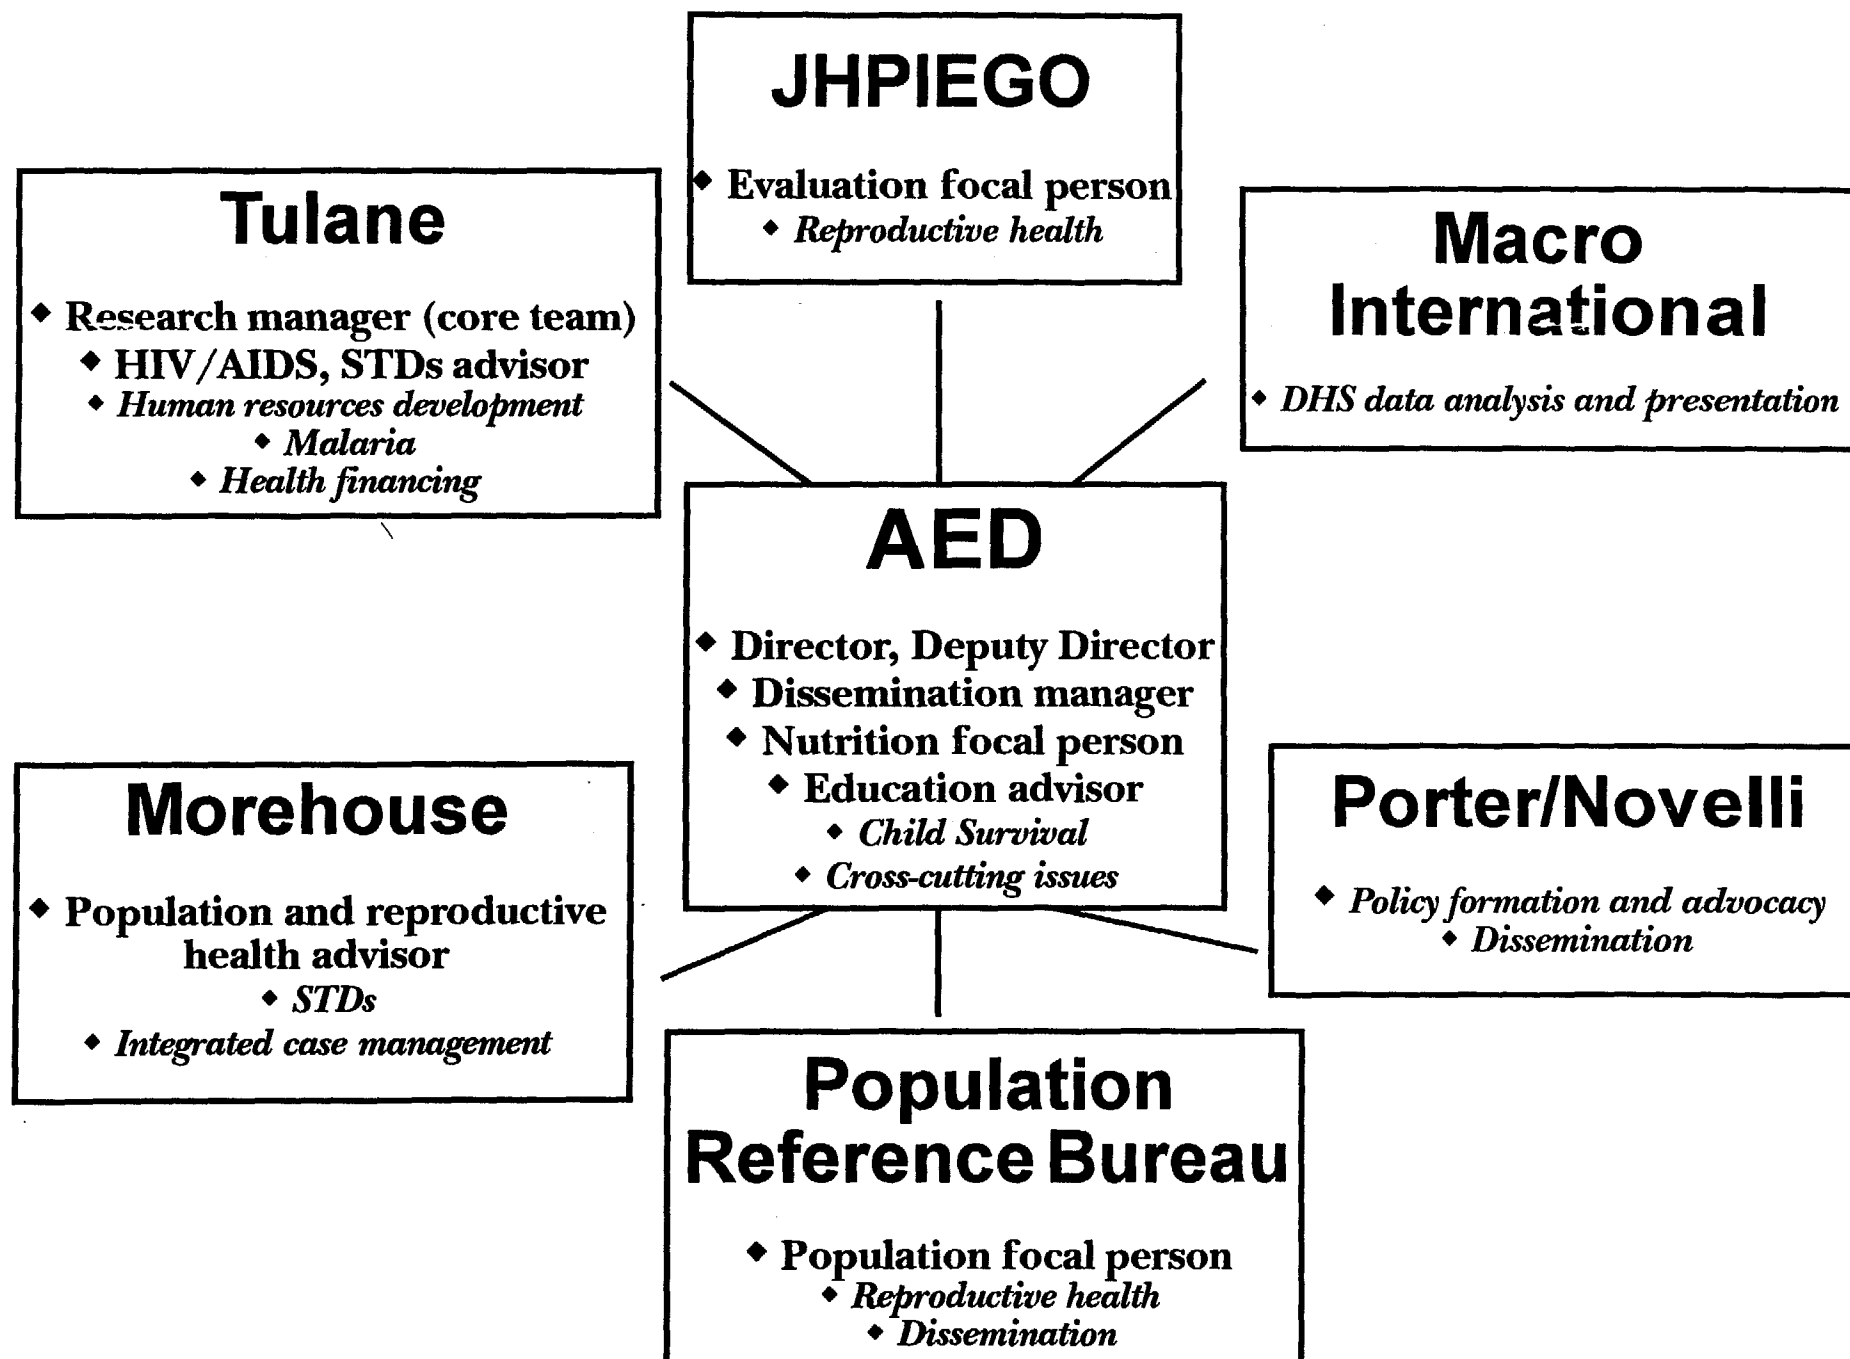 JHPIEGO
◆ Evaluation focal person
◆ Reproductive health
Tulane
◆ Research manager (core team)
◆ HIV/AIDS, STDs advisor
◆ Human resources development
◆ Malaria
◆ Health financing
Macro
International
◆ DHS data analysis and presentation
AED
◆ Director, Deputy Director
◆ Dissemination manager
◆ Nutrition focal person
◆ Education advisor
◆ Child Survival
◆ Cross-cutting issues
Morehouse
◆ Population and reproductive
health advisor
◆ STDs
◆ Integrated case management
Porter/Novelli
◆ Policy formation and advocacy
◆ Dissemination
Population
Reference Bureau
◆ Population focal person
◆ Reproductive health
◆ Dissemination